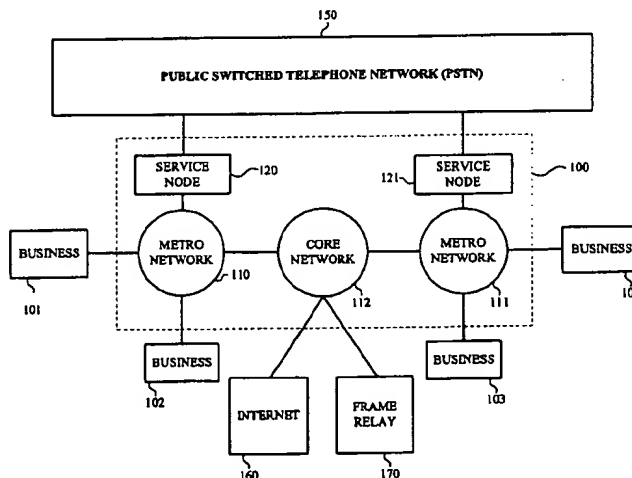 150
PUBLIC SWITCHED TELEPHONE NETWORK (PSTN)
SERVICE
NODE
120
SERVICE
NODE
121
100
BUSINESS
101
METRO
NETWORK
110
CORE
NETWORK
112
METRO
NETWORK
111
BUSINESS
BUSINESS
102
INTERNET
160
FRAME
RELAY
170
BUSINESS
103